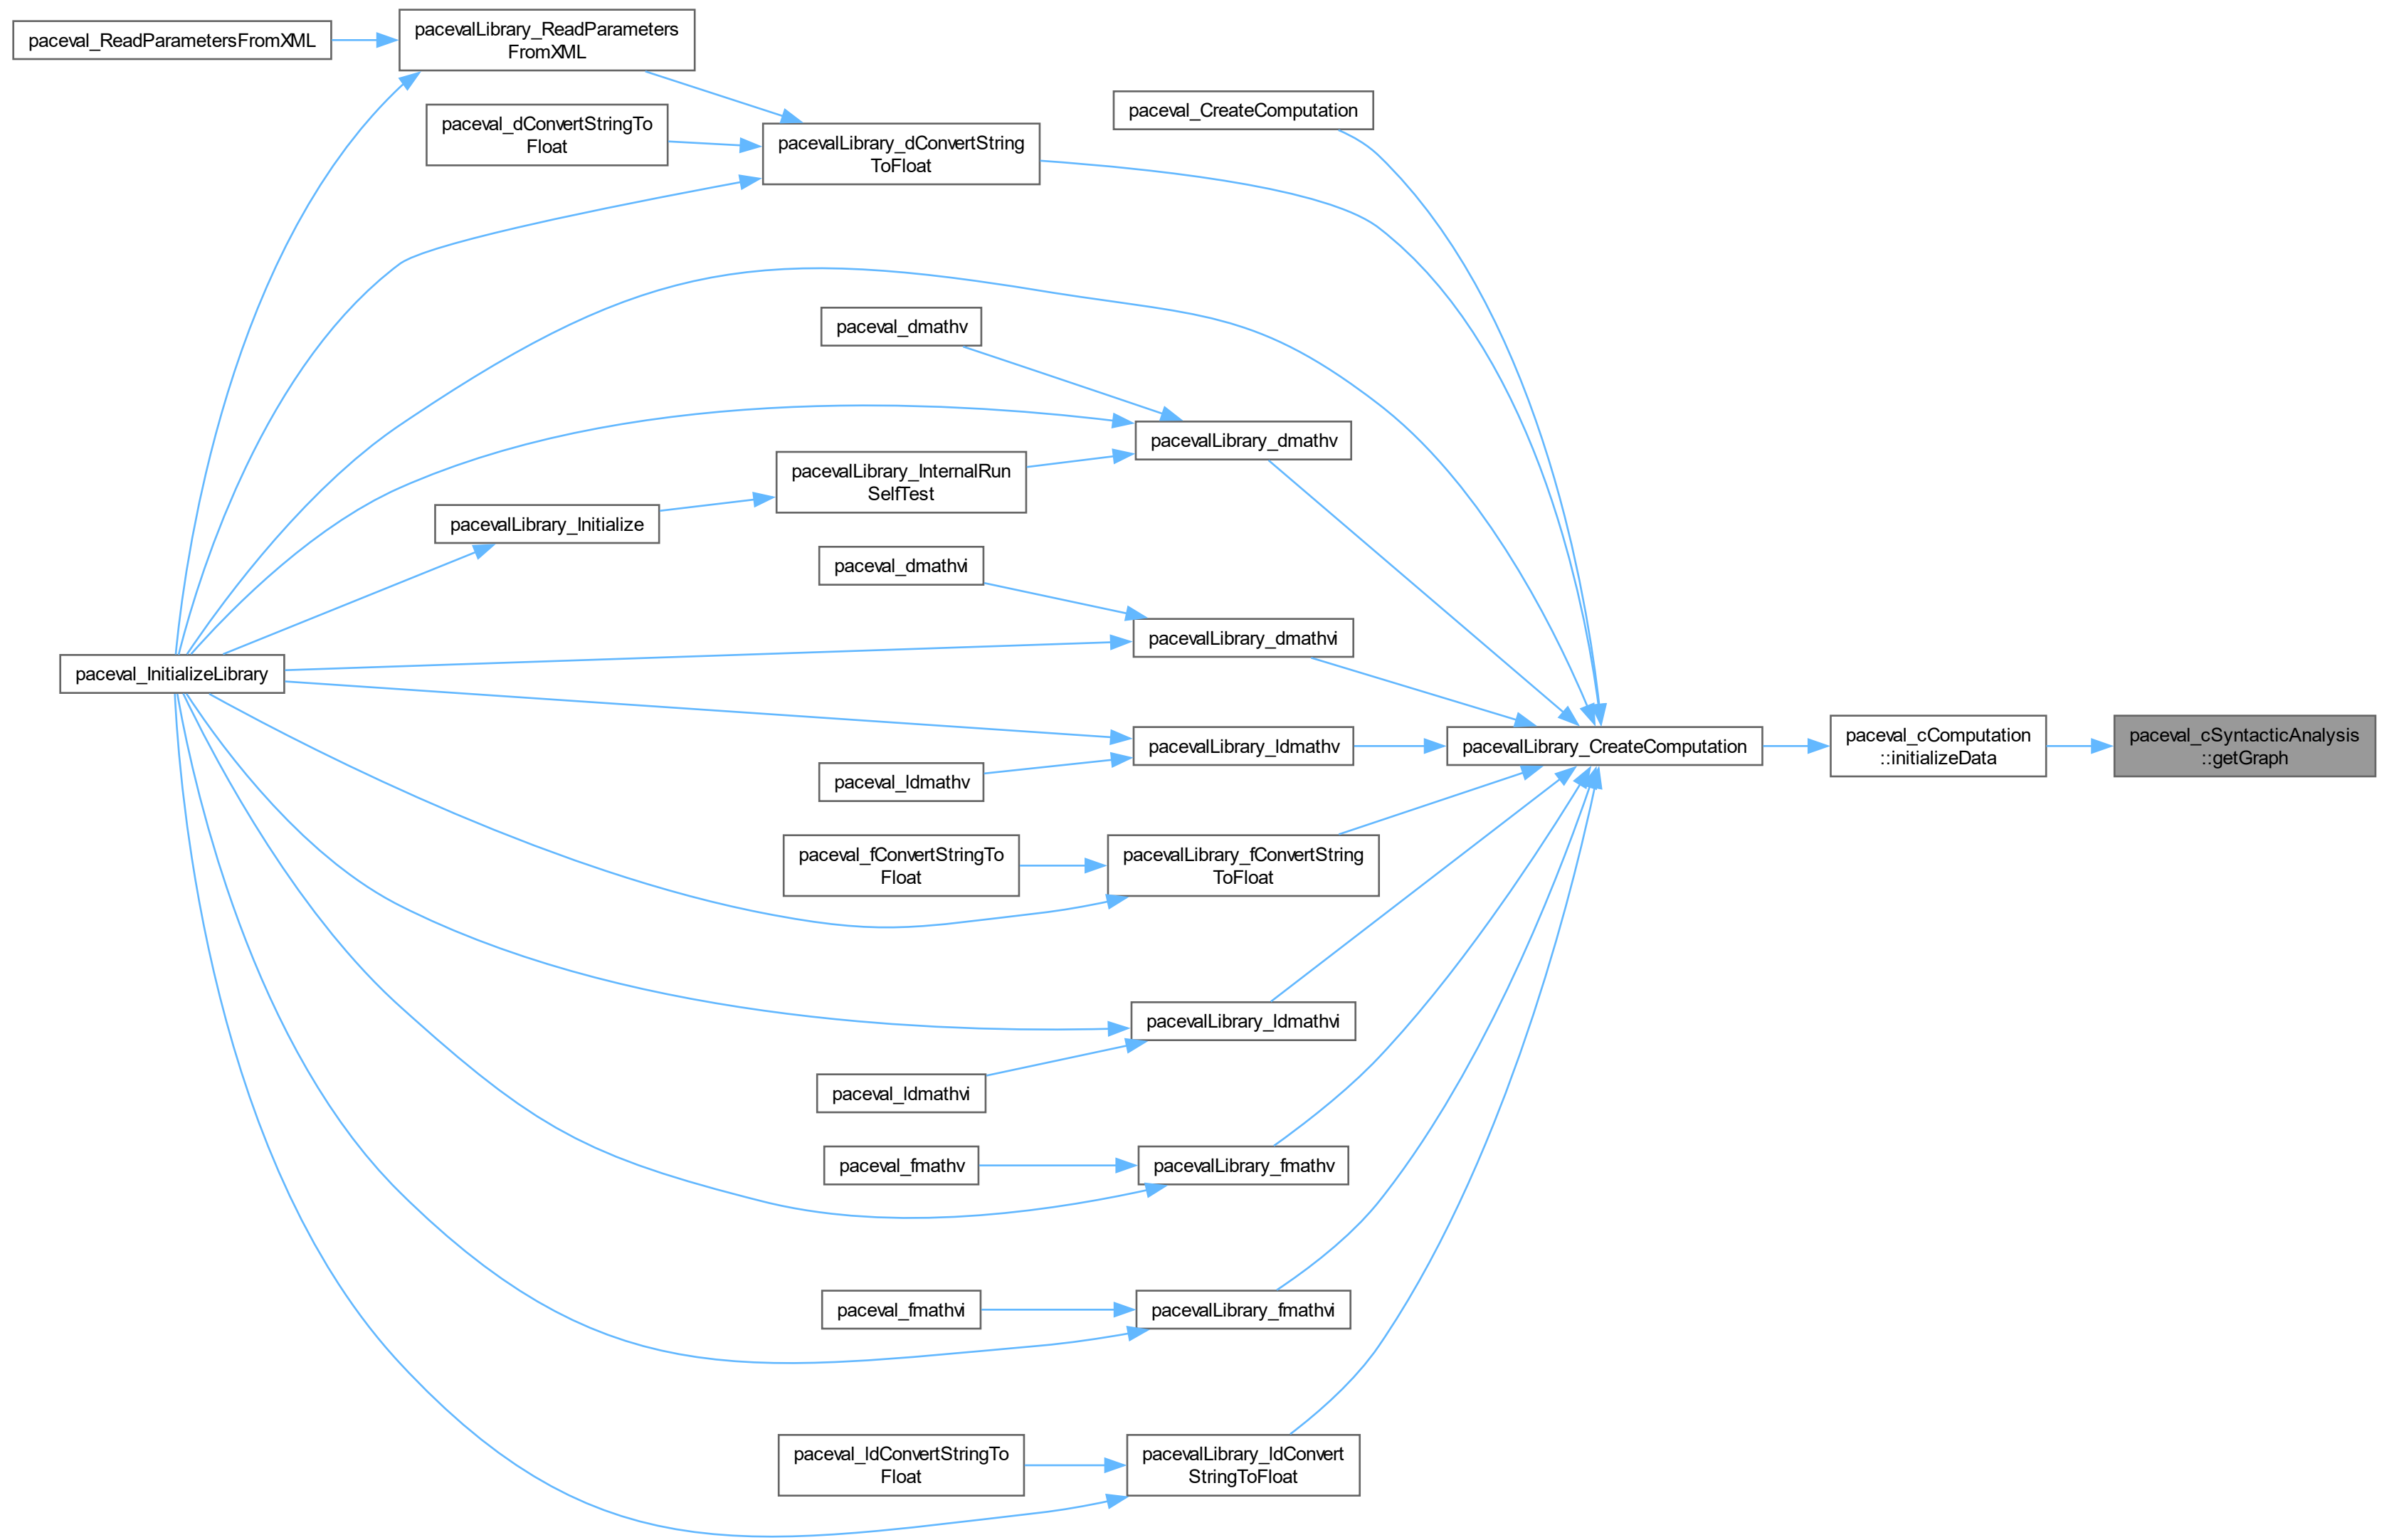 paceval_ReadParametersFromXML
pacevalLibrary_ReadParameters
FromXML
paceval_CreateComputation
paceval_dConvertStringTo
Float
pacevalLibrary_dConvertString
ToFloat
paceval_dmathv
pacevalLibrary_dmathv
pacevalLibrary_InternalRun
SelfTest
pacevalLibrary_Initialize
paceval_dmathvi
pacevalLibrary_dmathvi
paceval_InitializeLibrary
pacevalLibrary_ldmathv
paceval_ldmathv
pacevalLibrary_CreateComputation
paceval_cComputation
::initializeData
paceval_cSyntacticAnalysis
::getGraph
paceval_fConvertStringTo
Float
pacevalLibrary_fConvertString
ToFloat
pacevalLibrary_ldmathvi
paceval_ldmathvi
paceval_fmathv
pacevalLibrary_fmathv
paceval_fmathvi
pacevalLibrary_fmathvi
paceval_ldConvertStringTo
Float
pacevalLibrary_ldConvert
StringToFloat